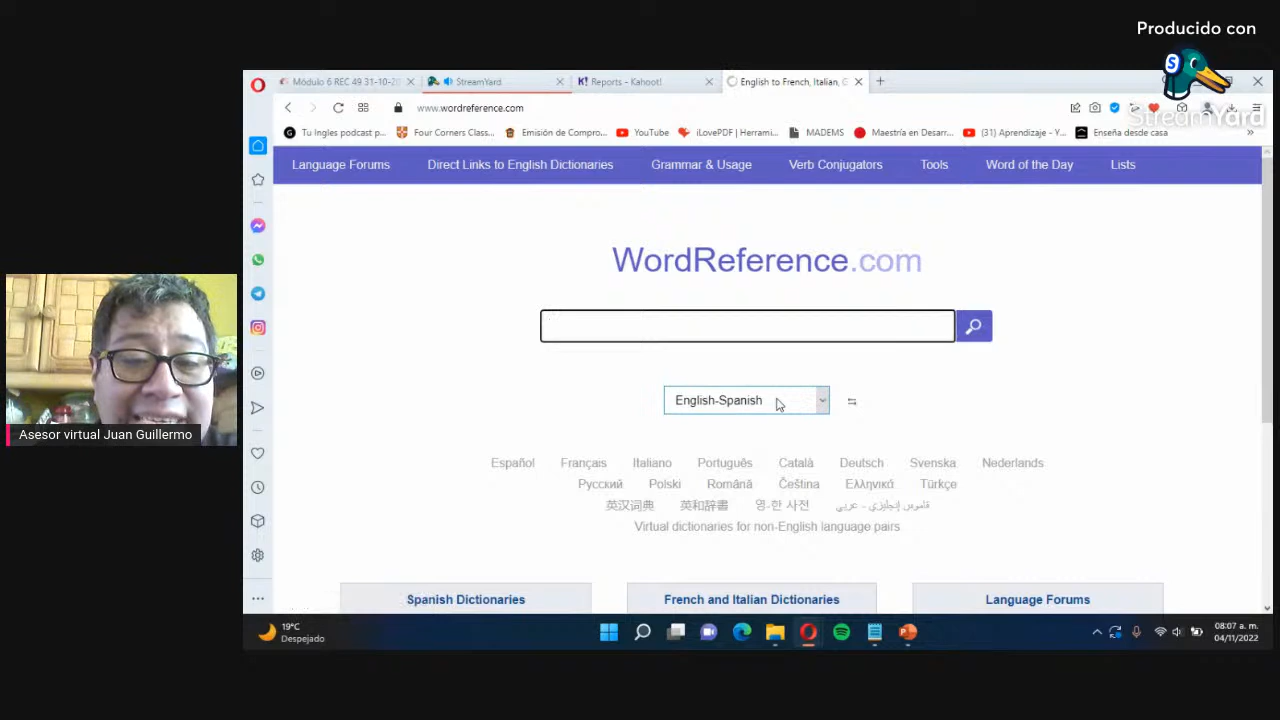 Producido con
StreamYard
Módulo 6 REC 49 31-10-20
StreamYard
Reports - Kahoot!
English to French, Italian, G
www.wordreference.com
Tu Ingles podcast p...
Four Corners Class...
Emisión de Compro...
YouTube
iLovePDF | Herrami...
MADEMS
Maestría en Desarr...
(31) Aprendizaje - Y...
Enseña desde casa
Language Forums
Direct Links to English Dictionaries
Grammar & Usage
Verb Conjugators
Tools
Word of the Day
Lists
WordReference.com
English-Spanish
Español Français Italiano Português Català Deutsch Svenska Nederlands
Русский Polski Română Čeština Ελληνικά Türkçe
英汉词典 英和辞書 영-한 사전 قاموس إنجليزي - عربي
Virtual dictionaries for non-English language pairs
Spanish Dictionaries
French and Italian Dictionaries
Language Forums
Asesor virtual Juan Guillermo
19°C
Despejado
08:07 a. m.
04/11/2022